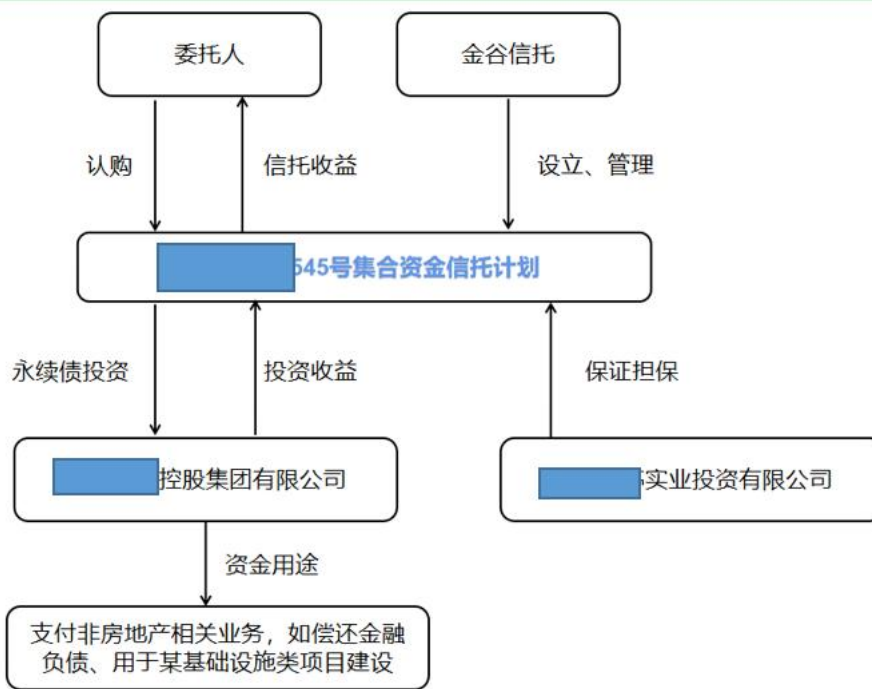 委托人
金谷信托
认购
信托收益
设立、管理
545号集合资金信托计划
永续债投资
投资收益
保证担保
控股集团有限公司
实业投资有限公司
资金用途
支付非房地产相关业务，如偿还金融
负债、用于某基础设施类项目建设